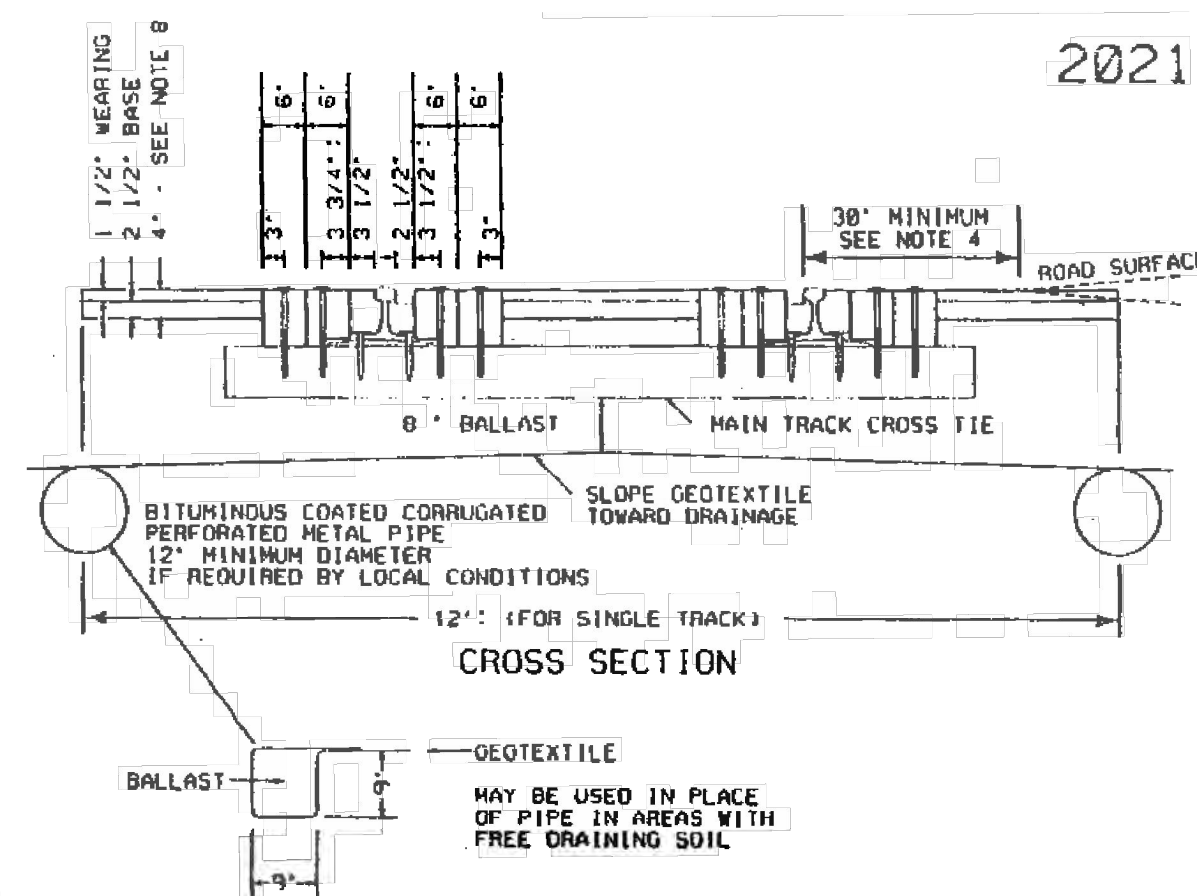 2021
1 1/2" WEARING
2 1/2" BASE
4" - SEE NOTE 8
6"
6"
6"
6"
3"
3 3/4"±
3 1/2"
2 1/2"
3 1/2"±
3"
30" MINIMUM
SEE NOTE 4
ROAD SURFAC
8 " BALLAST
MAIN TRACK CROSS TIE
SLOPE GEOTEXTILE
TOWARD DRAINAGE
BITUMINOUS COATED CORRUGATED
PERFORATED METAL PIPE
12" MINIMUM DIAMETER
IF REQUIRED BY LOCAL CONDITIONS
12'± (FOR SINGLE TRACK)
CROSS SECTION
GEOTEXTILE
BALLAST
9"
MAY BE USED IN PLACE
OF PIPE IN AREAS WITH
FREE DRAINING SOIL
9"